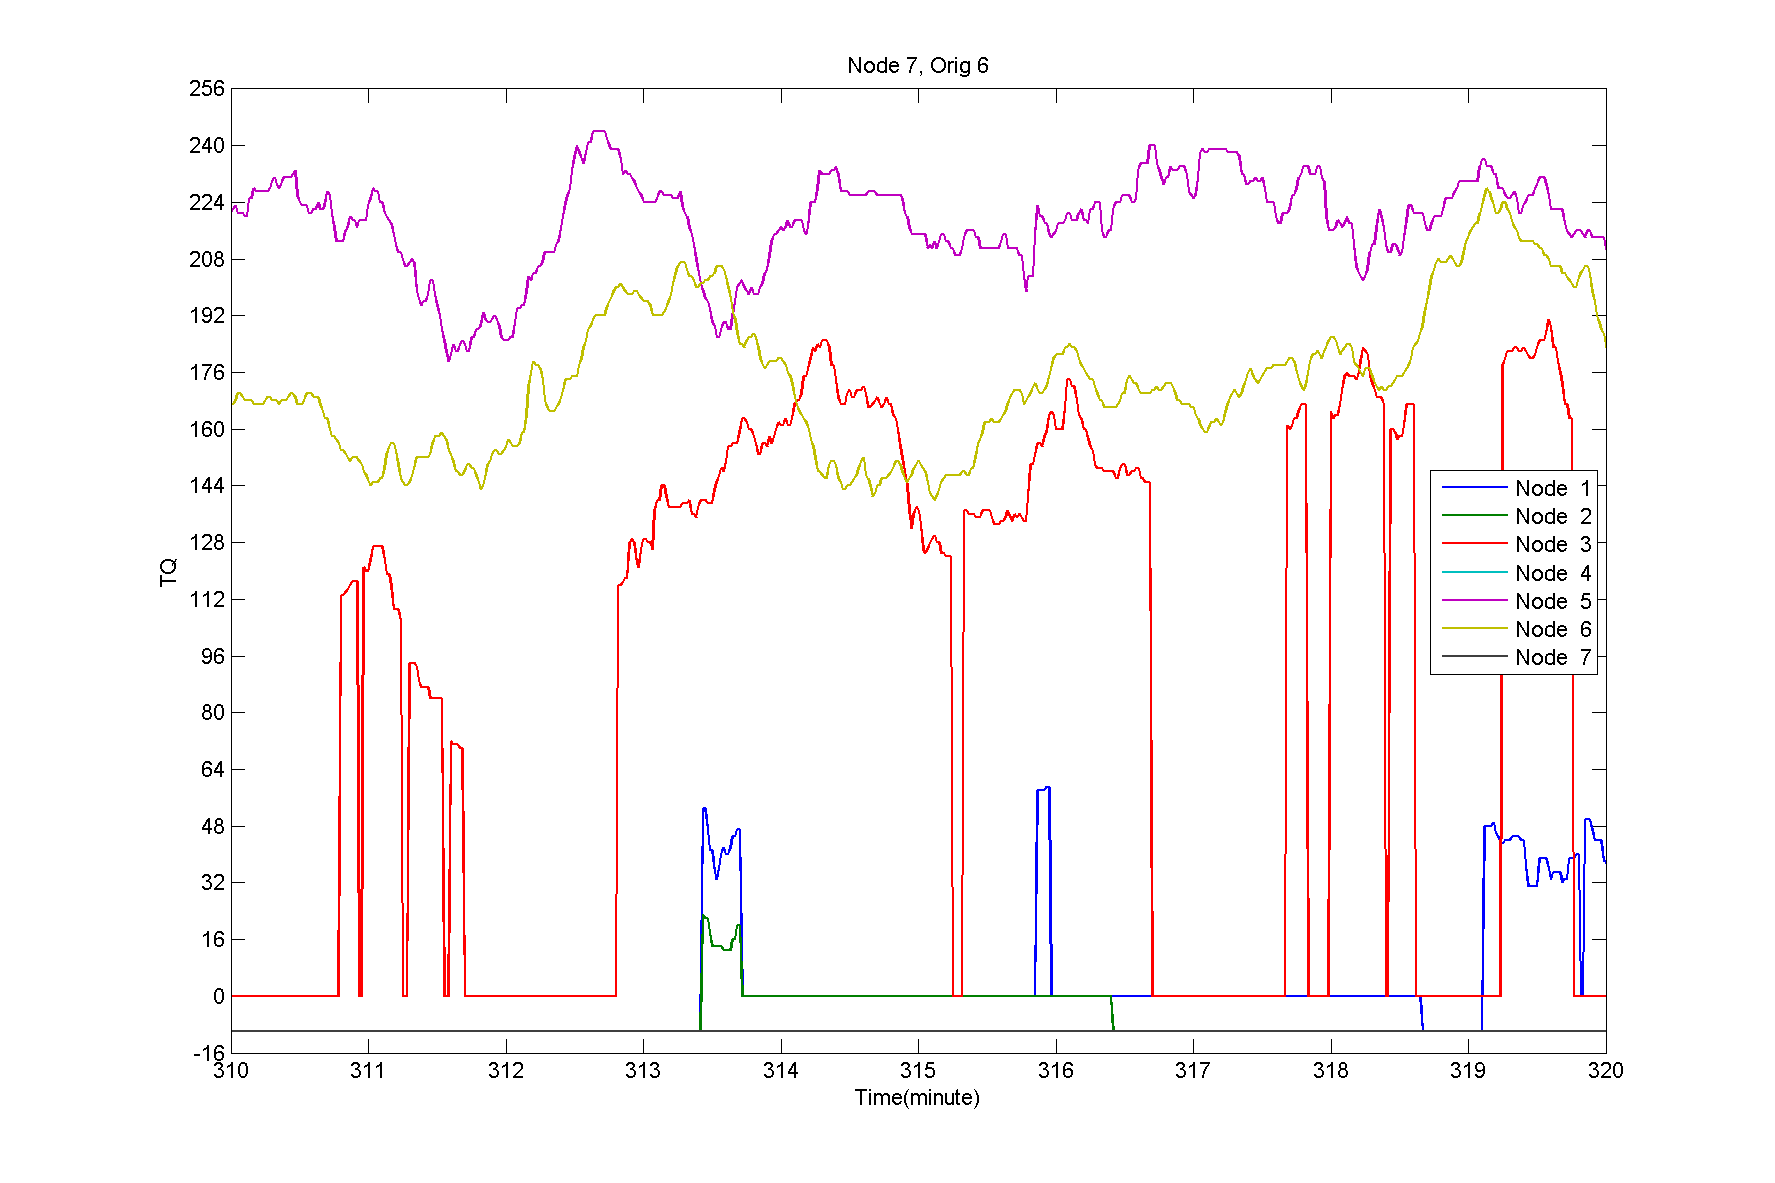 Node 7, Orig 6
256
240
224
208
192
176
160
144
128
112
96
80
64
48
32
16
0
-16
TQ
Node 1
Node 2
Node 3
Node 4
Node 5
Node 6
Node 7
310 311 312 313 314 315 316 317 318 319 320
Time(minute)